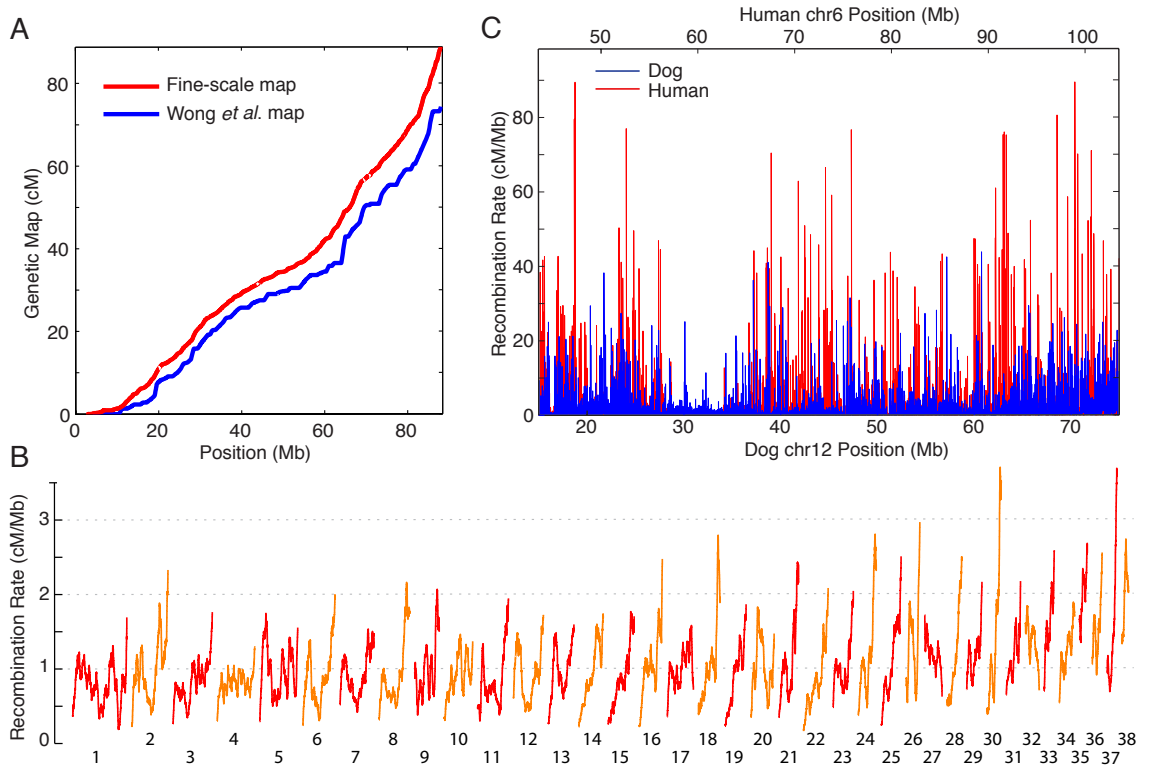 A
Fine-scale map
Wong et al. map
Genetic Map (cM)
80
60
40
20
0
0 20 40 60 80
Position (Mb)
C
Human chr6 Position (Mb)
50 60 70 80 90 100
Dog
Human
Recombination Rate (cM/Mb)
80
60
40
20
0
20 30 40 50 60 70
Dog chr12 Position (Mb)
B
Recombination Rate (cM/Mb)
3
2
1
0
2 4 6 8 10 12 14 16 18 20 22 24 26 28 30 32 34 36 38
1 3 5 7 9 11 13 15 17 19 21 23 25 27 29 31 33 35 37